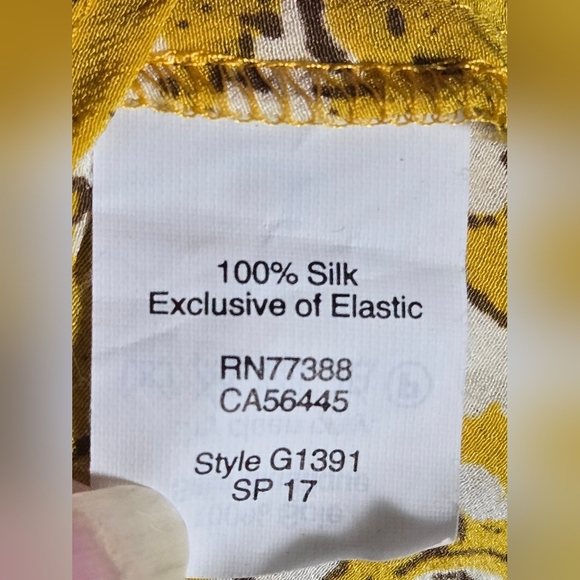 100% Silk
Exclusive of Elastic
RN77388
CA56445
Style G1391
SP 17